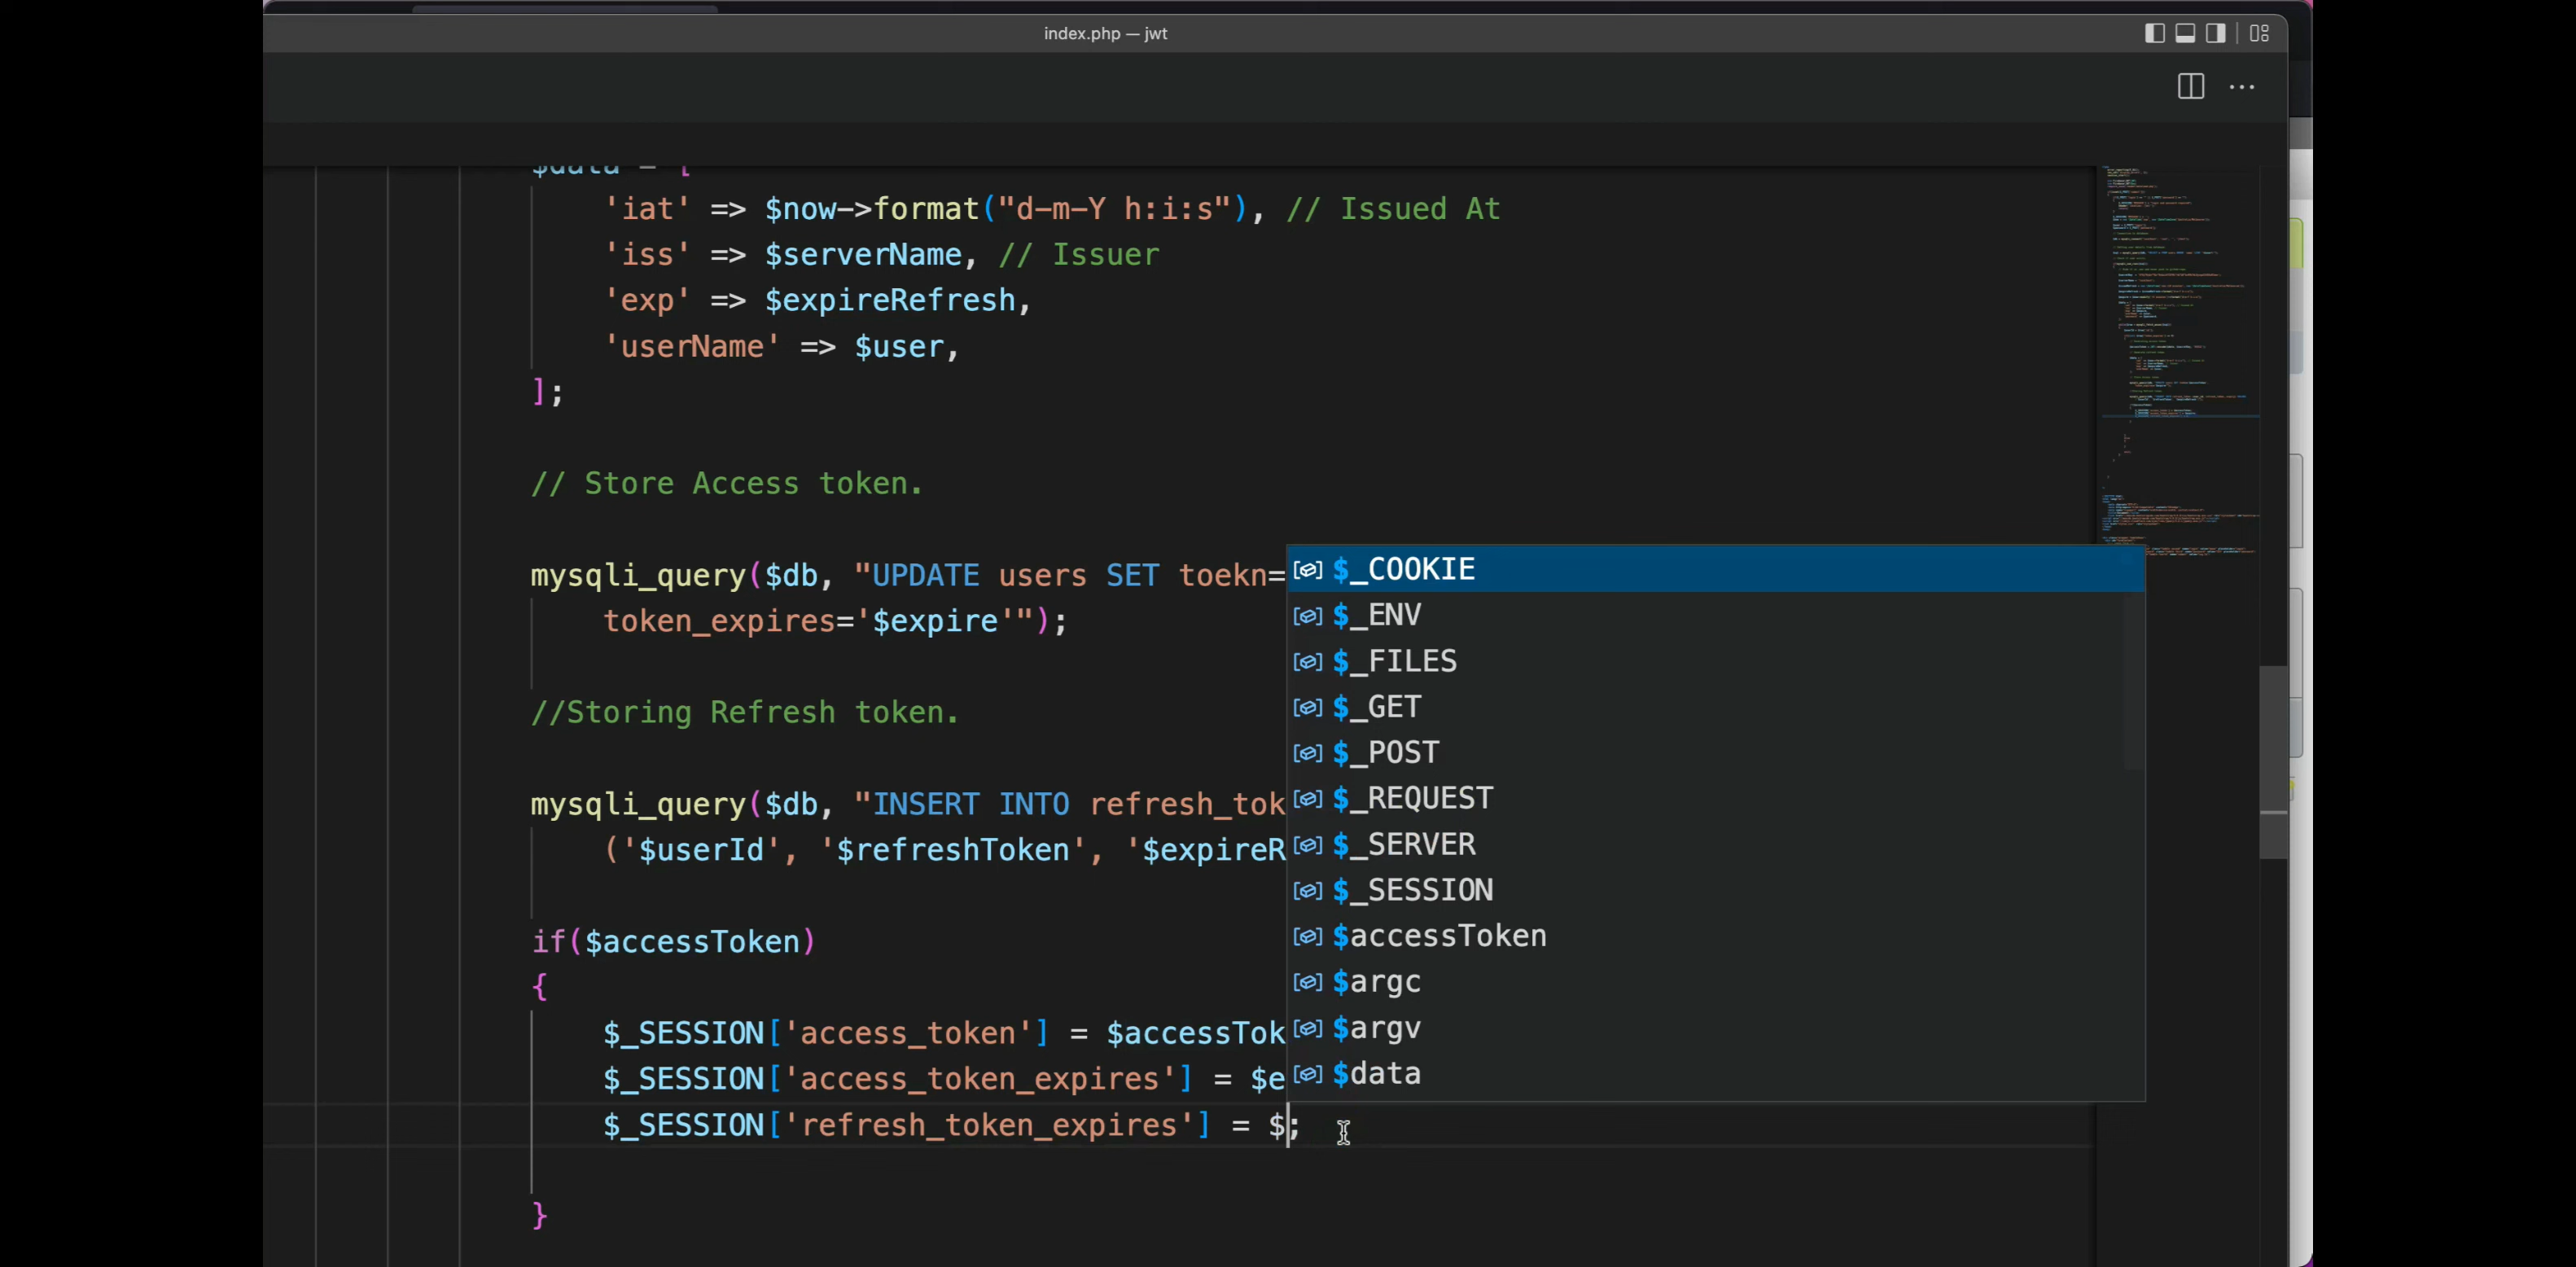 index.php — jwt
$data = [
'iat' => $now->format("d-m-Y h:i:s"), // Issued At
'iss' => $serverName, // Issuer
'exp' => $expireRefresh,
'userName' => $user,
];
// Store Access token.
mysqli_query($db, "UPDATE users SET toekn=
token_expires='$expire'");
//Storing Refresh token.
mysqli_query($db, "INSERT INTO refresh_tok
('$userId', '$refreshToken', '$expireR
if($accessToken)
{
$_SESSION['access_token'] = $accessTok
$_SESSION['access_token_expires'] = $e
$_SESSION['refresh_token_expires'] = $;
}
$_COOKIE
$_ENV
$_FILES
$_GET
$_POST
$_REQUEST
$_SERVER
$_SESSION
$accessToken
$argc
$argv
$data